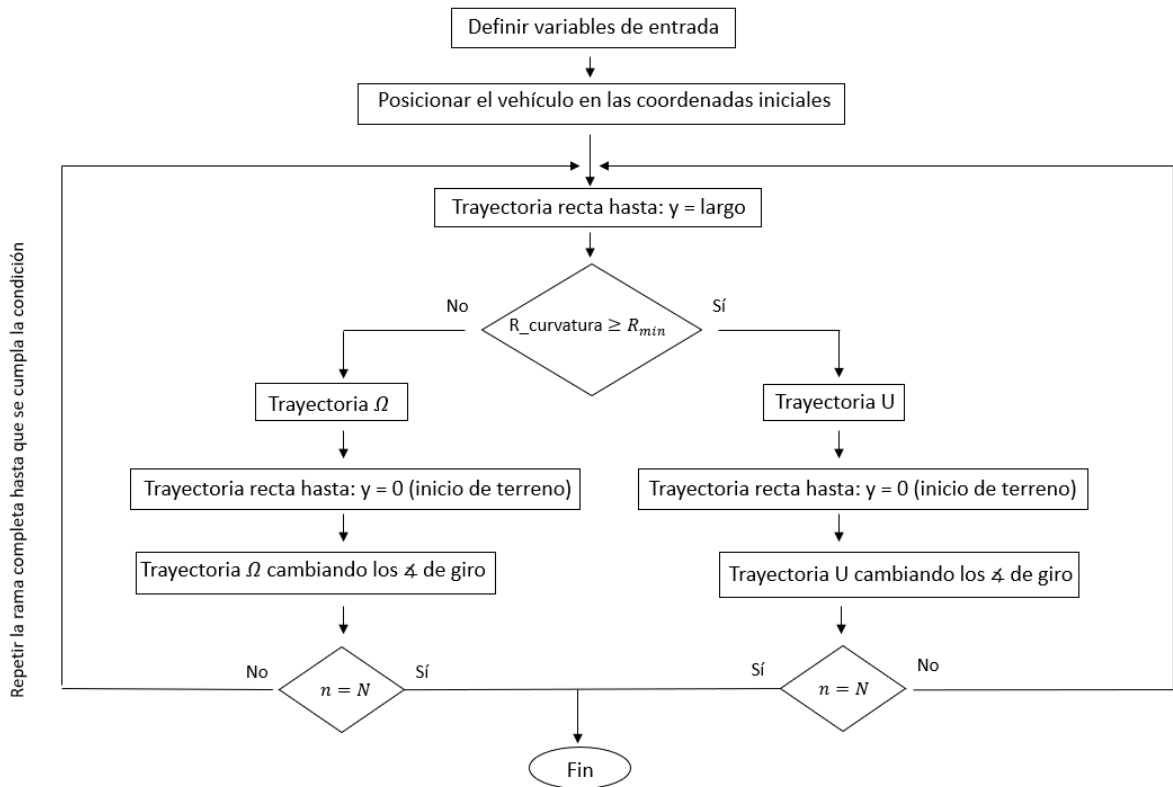 Definir variables de entrada
Posicionar el vehículo en las coordenadas iniciales
Trayectoria recta hasta: y = largo
No
Sí
R_curvatura ≥ R_min
Trayectoria Ω
Trayectoria U
Trayectoria recta hasta: y = 0 (inicio de terreno)
Trayectoria recta hasta: y = 0 (inicio de terreno)
Trayectoria Ω cambiando los ∡ de giro
Trayectoria U cambiando los ∡ de giro
No
Sí
n = N
Sí
No
n = N
Fin
Repetir la rama completa hasta que se cumpla la condición